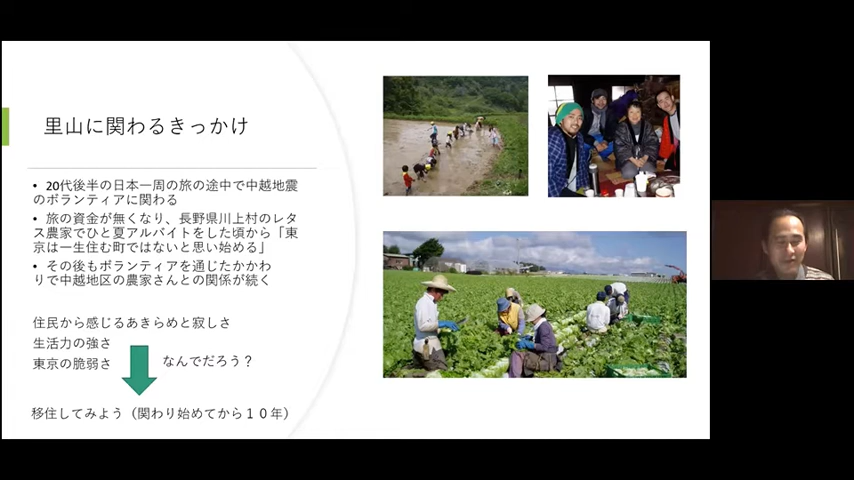 里山に関わるきっかけ
• 20代後半の日本一周の旅の途中で中越地震
のボランティアに関わる
• 旅の資金が無くなり、長野県川上村のレタ
ス農家でひと夏アルバイトをした頃から「東
京は一生住む町ではないと思い始める」
• その後もボランティアを通じたかかわ
りで中越地区の農家さんとの関係が続く
住民から感じるあきらめと寂しさ
生活力の強さ
東京の脆弱さ
なんでだろう？
移住してみよう（関わり始めてから１０年）